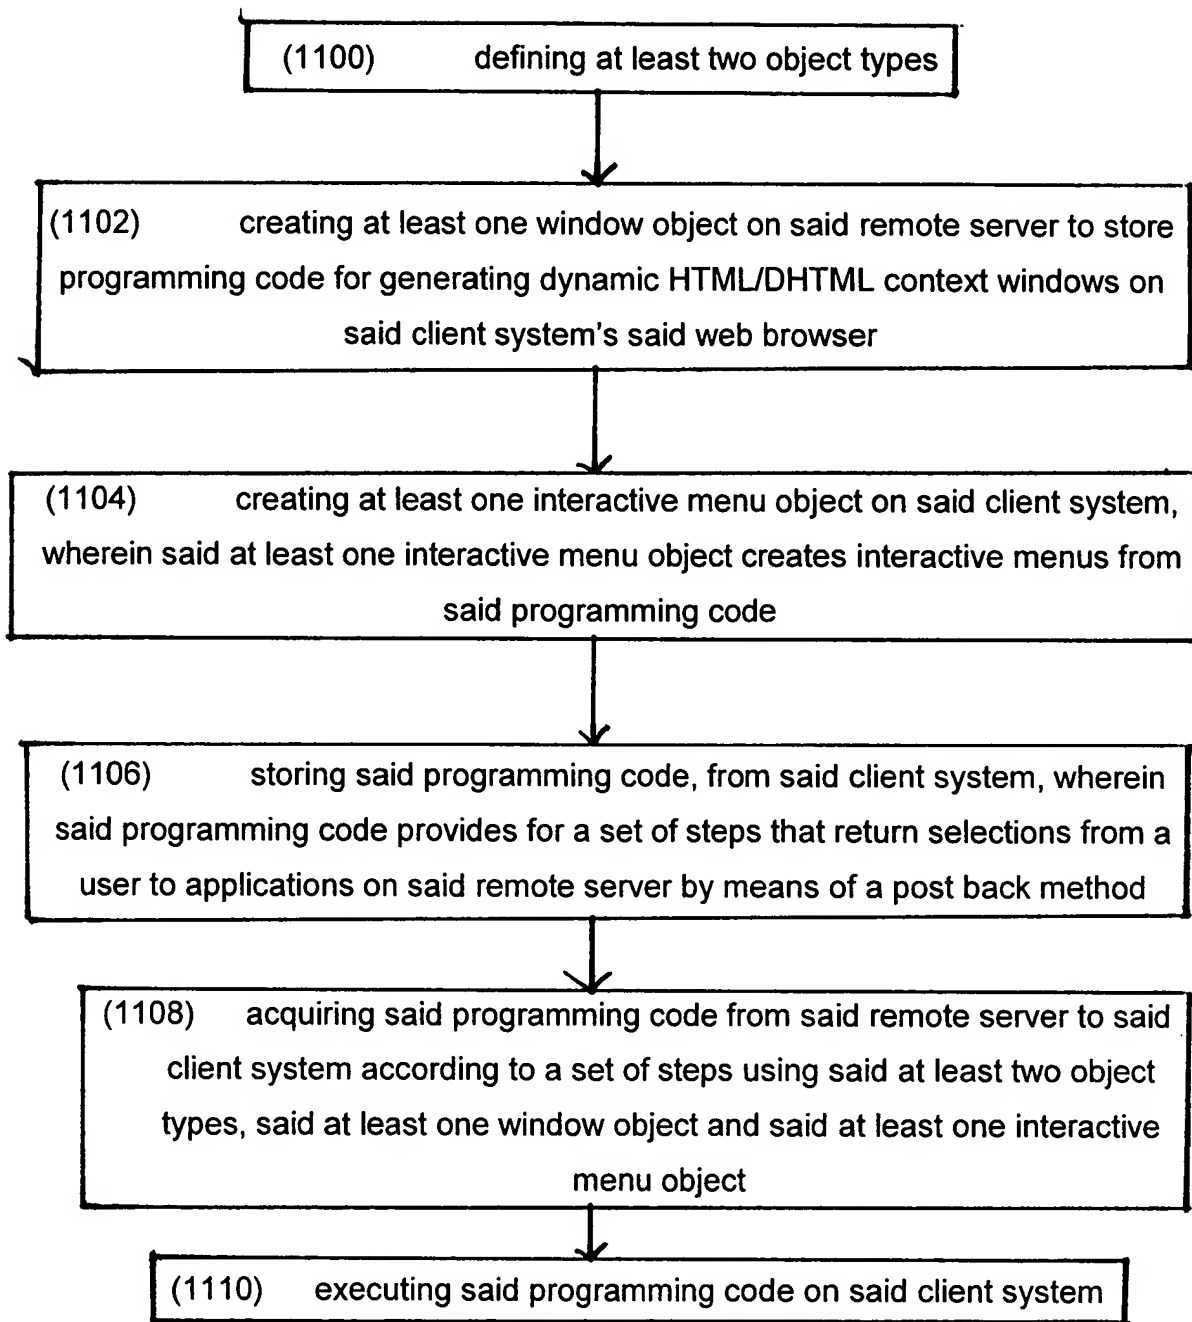 (1100) defining at least two object types
(1102) creating at least one window object on said remote server to store
programming code for generating dynamic HTML/DHTML context windows on
said client system's said web browser
(1104) creating at least one interactive menu object on said client system,
wherein said at least one interactive menu object creates interactive menus from
said programming code
(1106) storing said programming code, from said client system, wherein
said programming code provides for a set of steps that return selections from a
user to applications on said remote server by means of a post back method
(1108) acquiring said programming code from said remote server to said
client system according to a set of steps using said at least two object
types, said at least one window object and said at least one interactive
menu object
(1110) executing said programming code on said client system